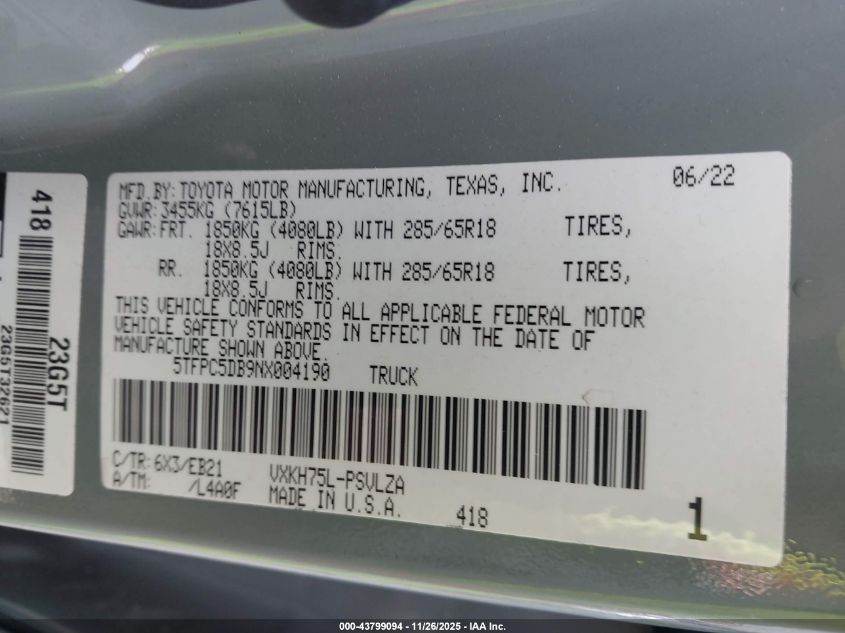 MFD.BY:TOYOTA MOTOR MANUFACTURING, TEXAS, INC. 06/22
GVWR:3455KG (7615LB)
GAWR:FRT. 1850KG (4080LB) WITH 285/65R18 TIRES,
18X8.5J RIMS.
RR. 1850KG (4080LB) WITH 285/65R18 TIRES,
18X8.5J RIMS.
THIS VEHICLE CONFORMS TO ALL APPLICABLE FEDERAL MOTOR
VEHICLE SAFETY STANDARDS IN EFFECT ON THE DATE OF
MANUFACTURE SHOWN ABOVE.
5TFPC5DB9NX004190 TRUCK
C/TR:6X3/EB21 VXKH75L-PSVLZA
A/TM: /L4A0F MADE IN U.S.A. 418 1
418
23G5T
23G5T37621
000-43799094 — 11/26/2025 — IAA Inc.